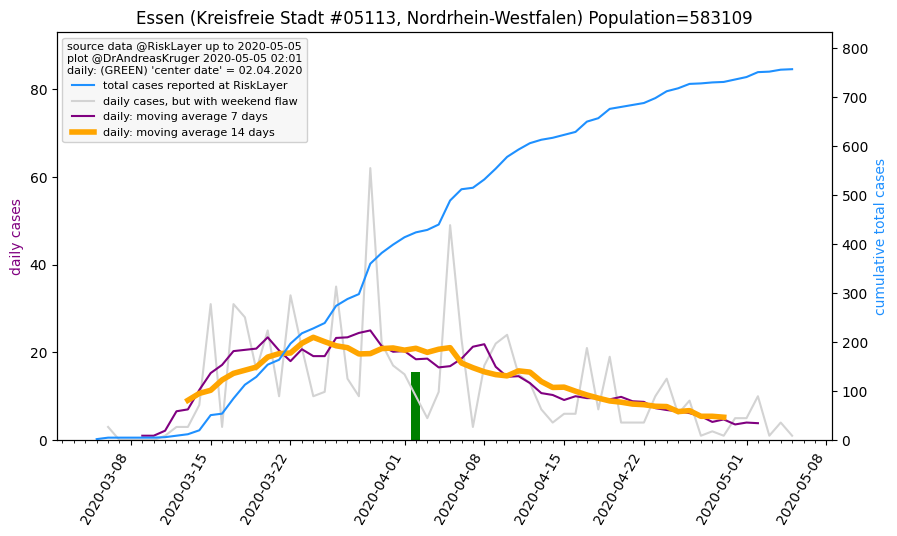 Essen (Kreisfreie Stadt #05113, Nordrhein-Westfalen) Population=583109
source data @RiskLayer up to 2020-05-05
plot @DrAndreasKruger 2020-05-05 02:01
daily: (GREEN) 'center date' = 02.04.2020
total cases reported at RiskLayer
daily cases, but with weekend flaw
daily: moving average 7 days
daily: moving average 14 days
daily cases
80
60
40
20
0
800
700
600
500
400
300
200
100
0
cumulative total cases
2020-03-08
2020-03-15
2020-03-22
2020-04-01
2020-04-08
2020-04-15
2020-04-22
2020-05-01
2020-05-08